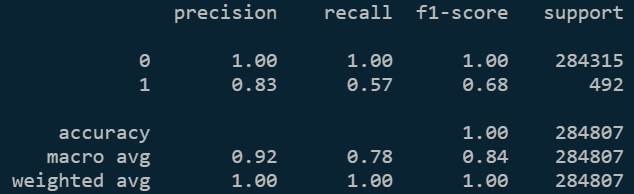 precision recall f1-score support
0 1.00 1.00 1.00 284315
1 0.83 0.57 0.68 492
accuracy 1.00 284807
macro avg 0.92 0.78 0.84 284807
weighted avg 1.00 1.00 1.00 284807